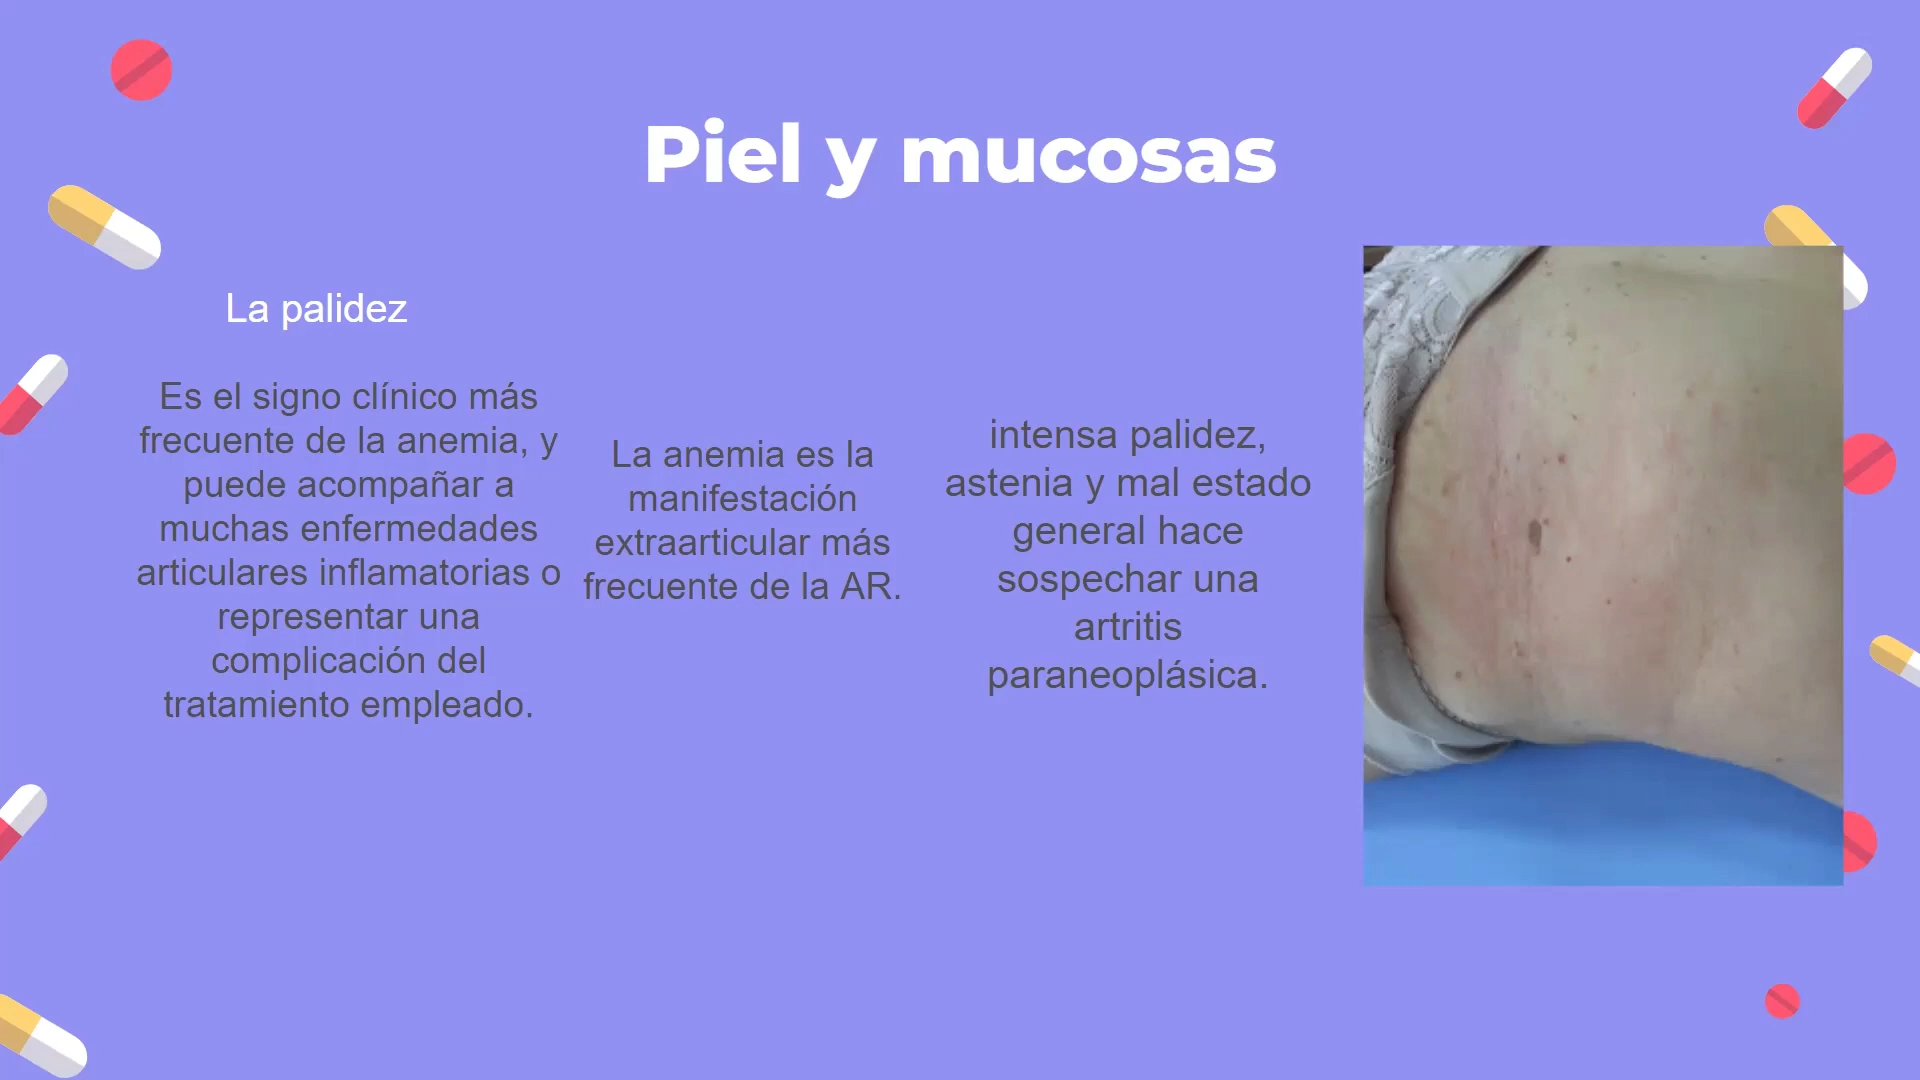 Piel y mucosas
La palidez
Es el signo clínico más
frecuente de la anemia, y
puede acompañar a
muchas enfermedades
articulares inflamatorias o
representar una
complicación del
tratamiento empleado.
La anemia es la
manifestación
extraarticular más
frecuente de la AR.
intensa palidez,
astenia y mal estado
general hace
sospechar una
artritis
paraneoplásica.